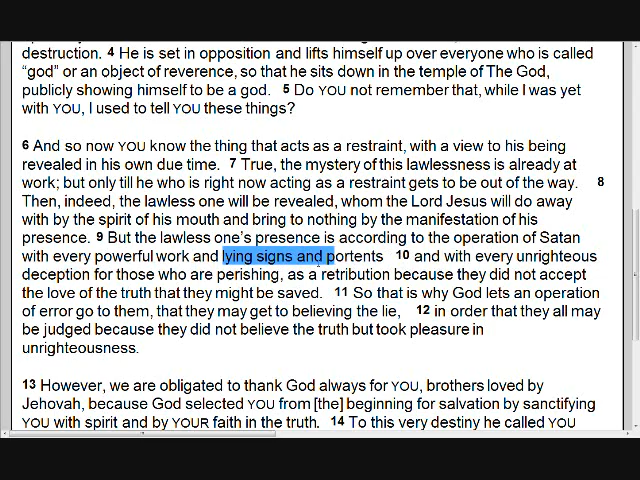 destruction. 4 He is set in opposition and lifts himself up over everyone who is called
“god” or an object of reverence, so that he sits down in the temple of The God,
publicly showing himself to be a god. 5 Do YOU not remember that, while I was yet
with YOU, I used to tell YOU these things?
6 And so now YOU know the thing that acts as a restraint, with a view to his being
revealed in his own due time. 7 True, the mystery of this lawlessness is already at
work; but only till he who is right now acting as a restraint gets to be out of the way. 8
Then, indeed, the lawless one will be revealed, whom the Lord Jesus will do away
with by the spirit of his mouth and bring to nothing by the manifestation of his
presence. 9 But the lawless one’s presence is according to the operation of Satan
with every powerful work and lying signs and portents 10 and with every unrighteous
deception for those who are perishing, as a retribution because they did not accept
the love of the truth that they might be saved. 11 So that is why God lets an operation
of error go to them, that they may get to believing the lie, 12 in order that they all may
be judged because they did not believe the truth but took pleasure in
unrighteousness.
13 However, we are obligated to thank God always for YOU, brothers loved by
Jehovah, because God selected YOU from [the] beginning for salvation by sanctifying
YOU with spirit and by YOUR faith in the truth. 14 To this very destiny he called YOU